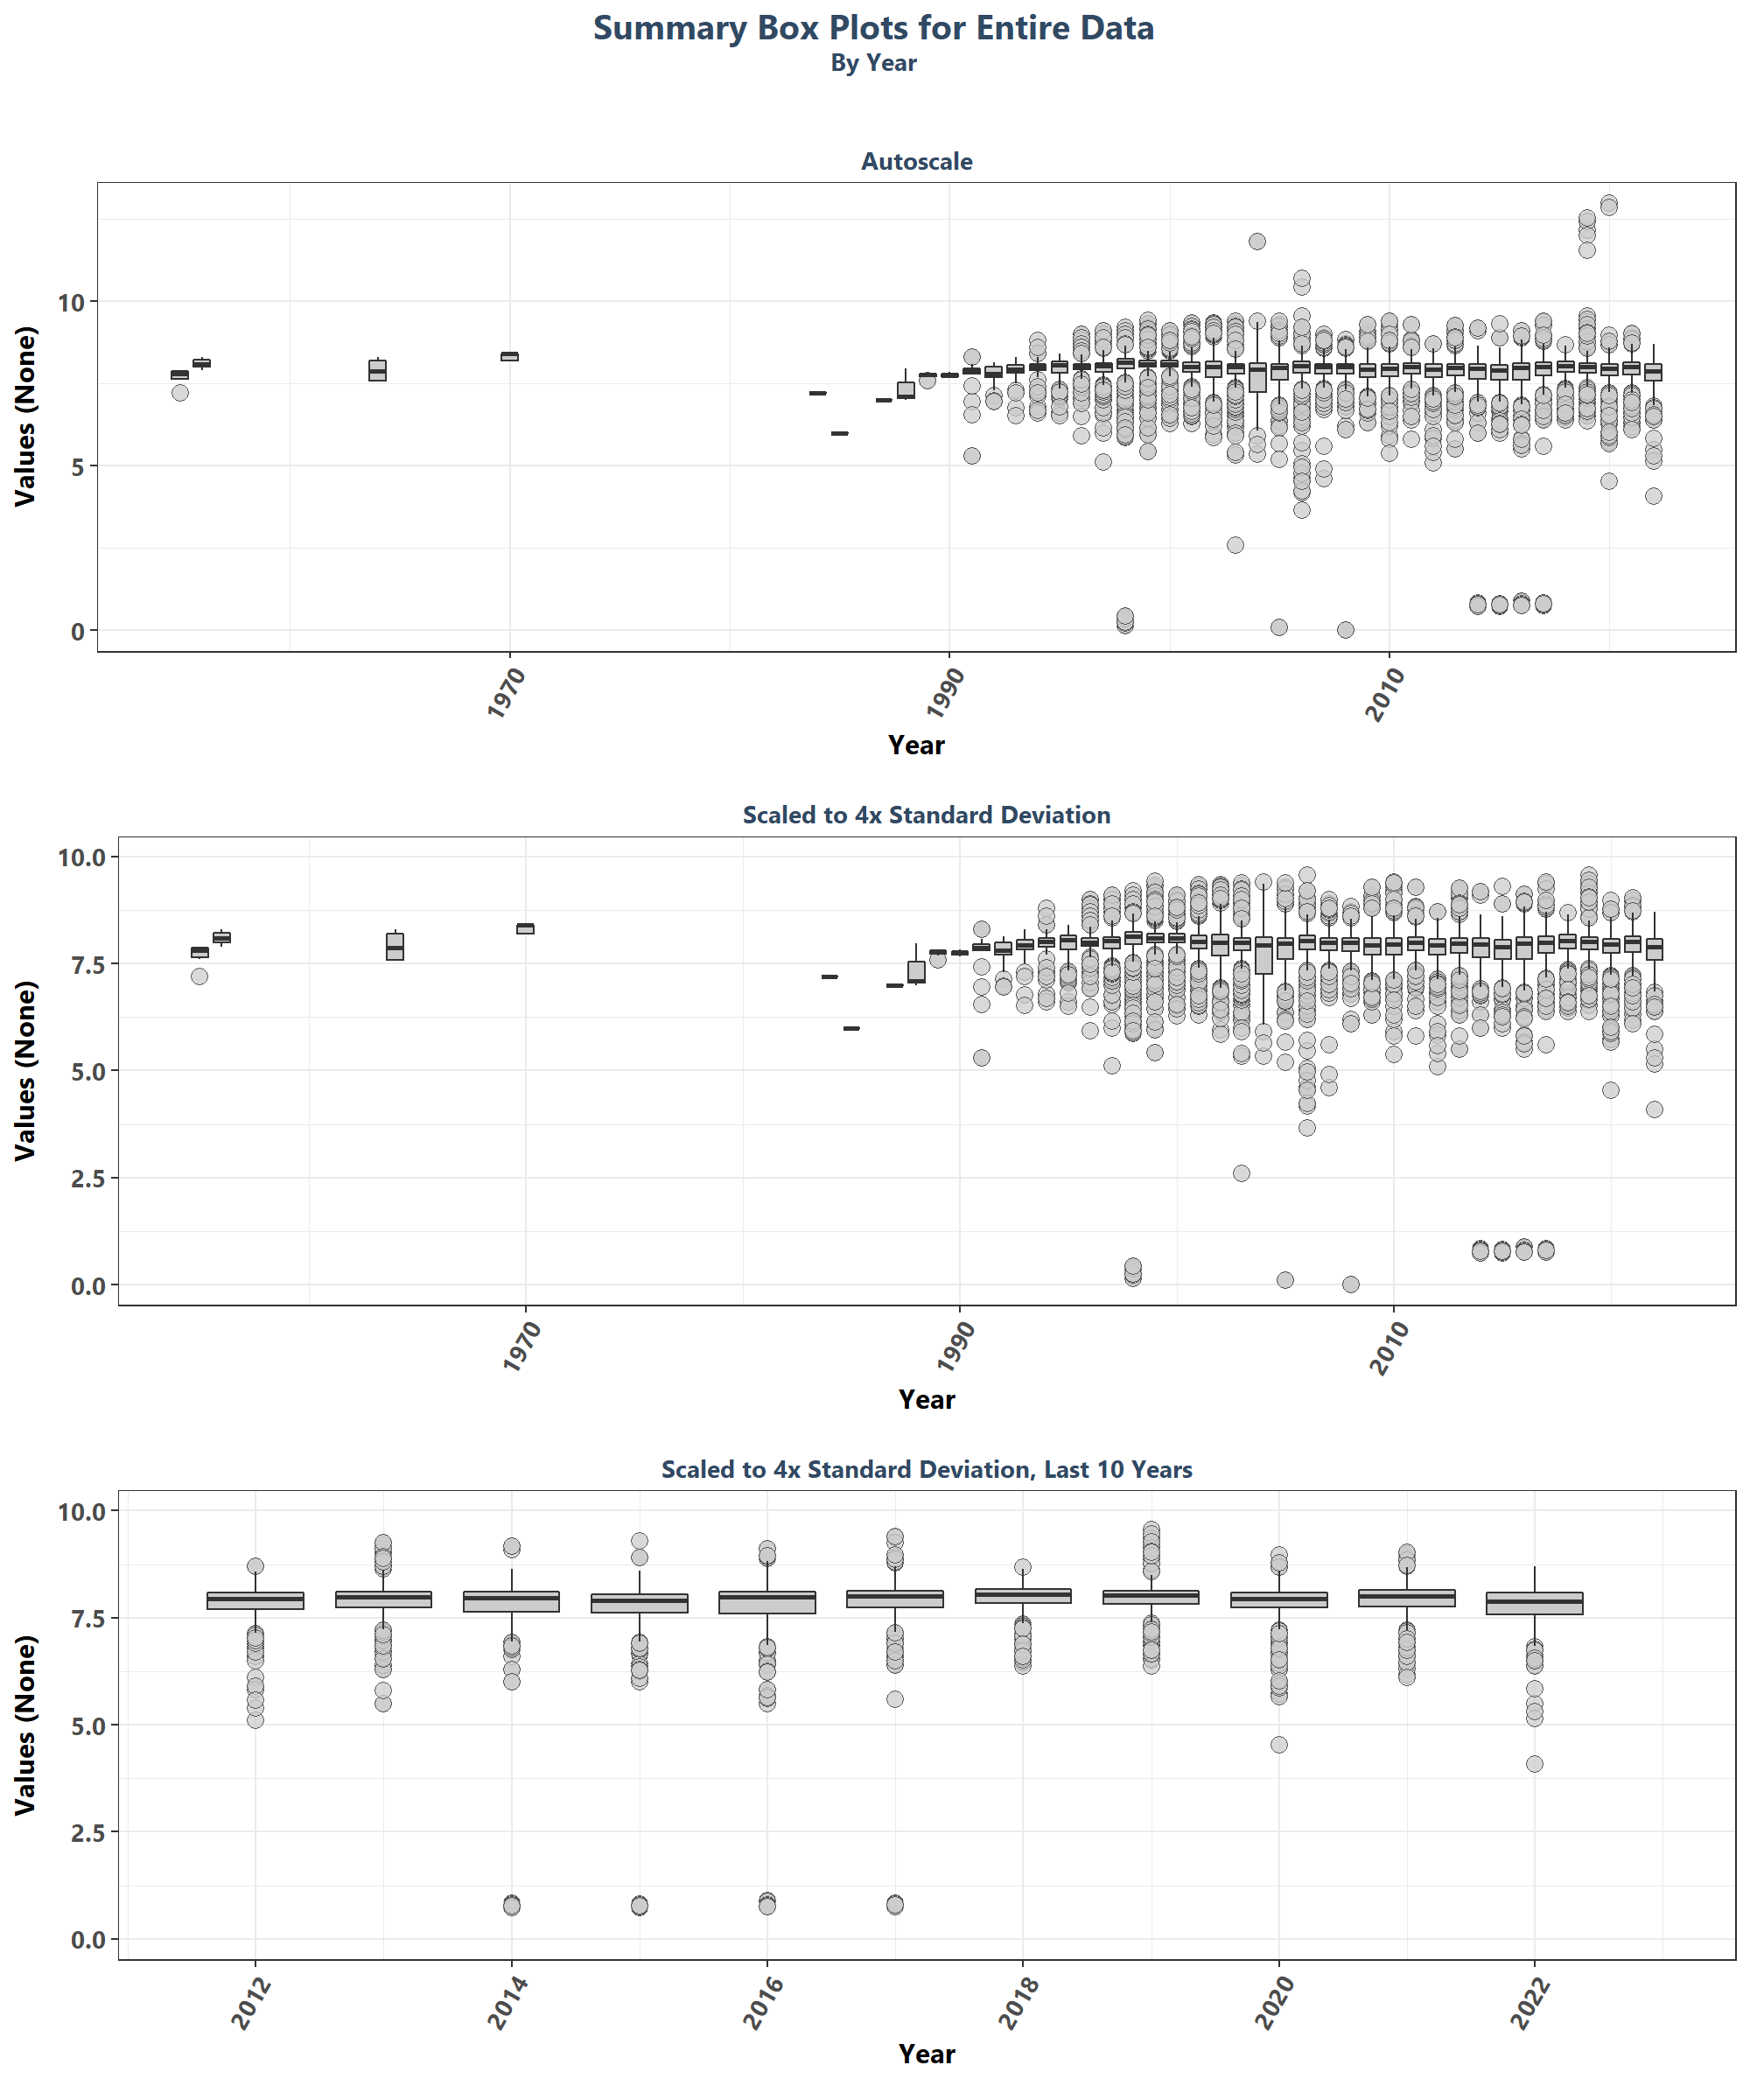 Summary Box Plots for Entire Data
By Year
Autoscale
Values (None)
10
5
0
1970
1990
2010
Year
Scaled to 4x Standard Deviation
Values (None)
10.0
7.5
5.0
2.5
0.0
1970
1990
2010
Year
Scaled to 4x Standard Deviation, Last 10 Years
Values (None)
10.0
7.5
5.0
2.5
0.0
2012
2014
2016
2018
2020
2022
Year